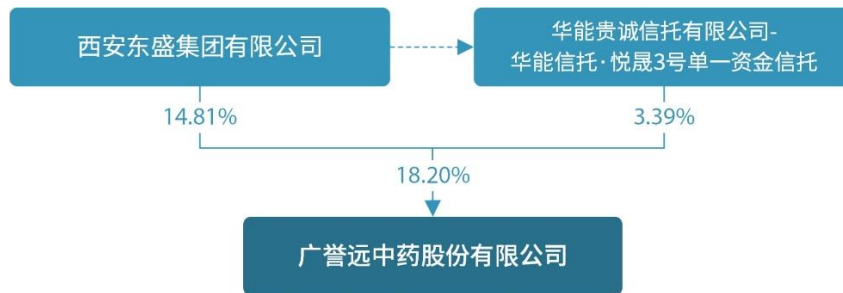 西安东盛集团有限公司
华能贵诚信托有限公司-
华能信托·悦晟3号单一资金信托
14.81%
3.39%
18.20%
广誉远中药股份有限公司